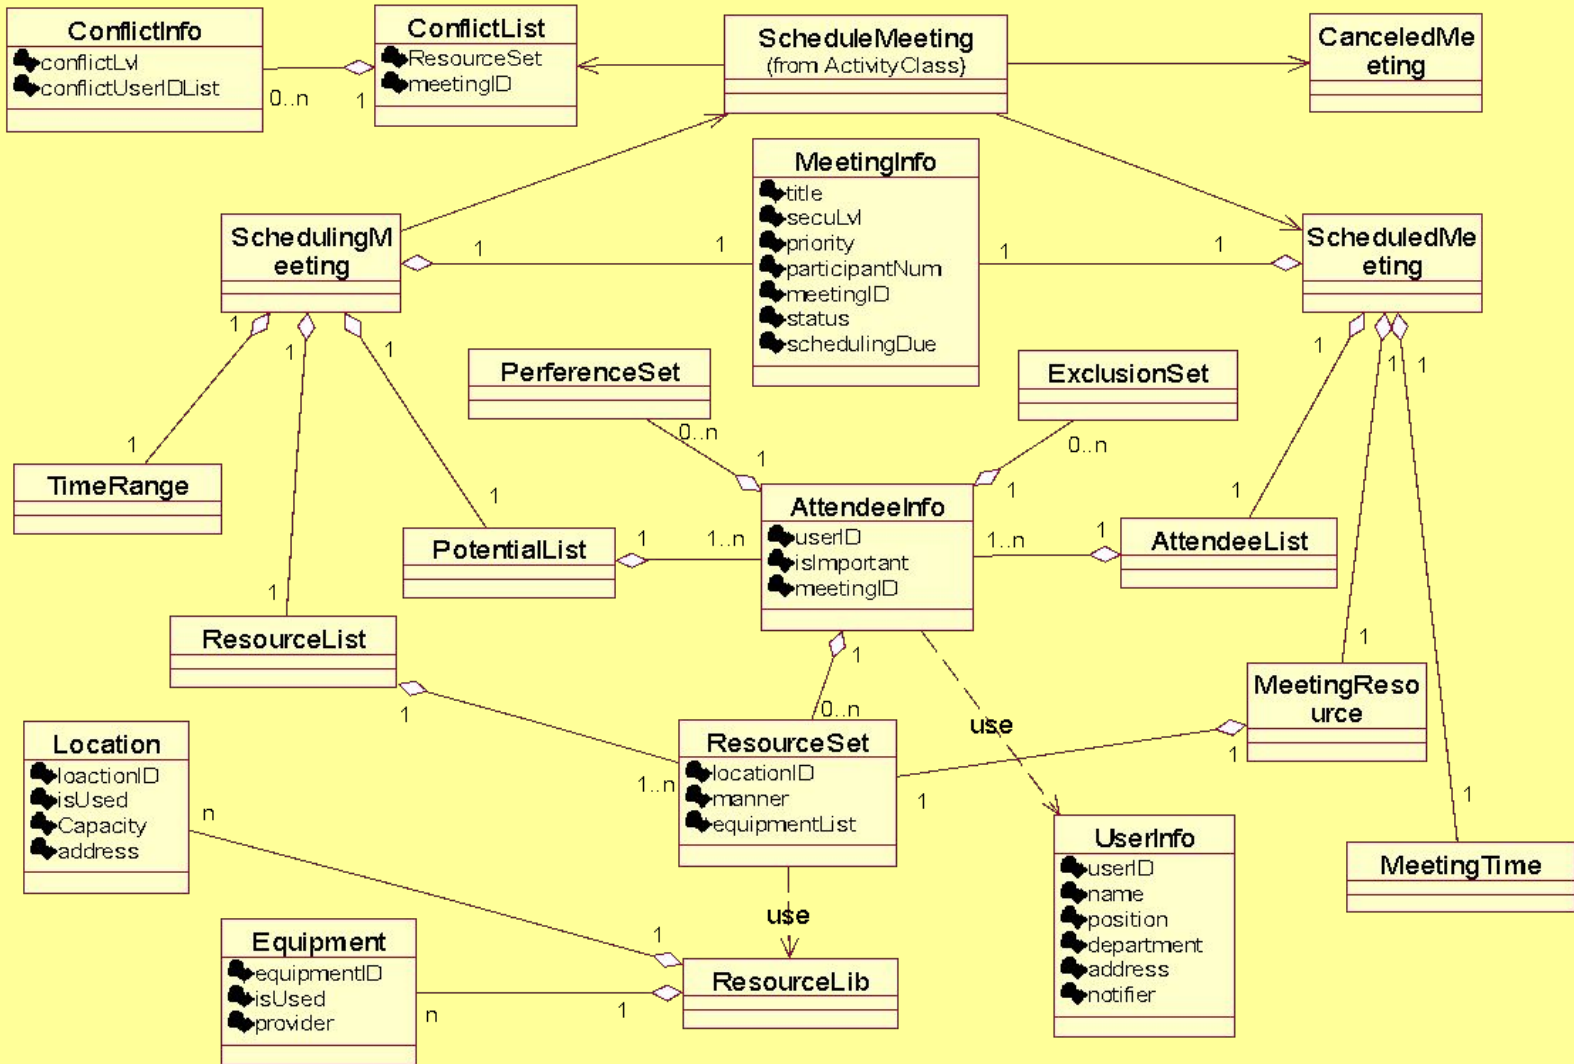 ConflictInfo
conflictLvl
conflictUserIDList
0..n
1
ConflictList
ResourceSet
meetingID
ScheduleMeeting
(from ActivityClass)
CanceledMe
eting
MeetingInfo
title
secuLvl
priority
participantNum
meetingID
status
schedulingDue
SchedulingM
eeting
1
1
1
1
ScheduledMe
eting
1
1
1
1
1
1
PerferenceSet
0..n
1
ExclusionSet
0..n
1
1
TimeRange
1
PotentialList
1
1..n
AttendeeInfo
userID
isImportant
meetingID
1..n
1
1
AttendeeList
1
ResourceList
1
1
0..n
1..n
ResourceSet
locationID
manner
equipmentList
1
use
1
MeetingReso
urce
1
1
MeetingTime
Location
loactionID
isUsed
Capacity
address
n
UserInfo
userID
name
position
department
address
notifier
use
Equipment
equipmentID
isUsed
provider
n
1
1
ResourceLib